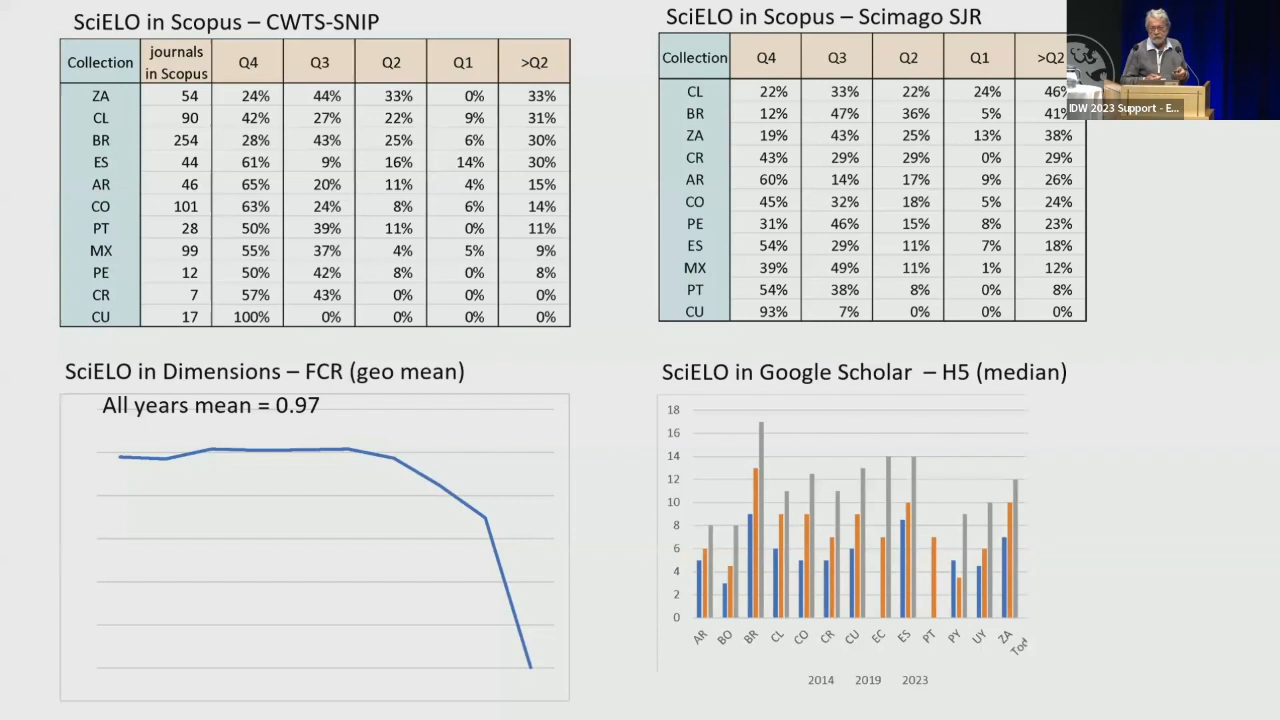 SciELO in Scopus – CWTS-SNIP
Collection journals in Scopus Q4 Q3 Q2 Q1 >Q2
ZA 54 24% 44% 33% 0% 33%
CL 90 42% 27% 22% 9% 31%
BR 254 28% 43% 25% 6% 30%
ES 44 61% 9% 16% 14% 30%
AR 46 65% 20% 11% 4% 15%
CO 101 63% 24% 8% 6% 14%
PT 28 50% 39% 11% 0% 11%
MX 99 55% 37% 4% 5% 9%
PE 12 50% 42% 8% 0% 8%
CR 7 57% 43% 0% 0% 0%
CU 17 100% 0% 0% 0% 0%
SciELO in Scopus – Scimago SJR
Collection Q4 Q3 Q2 Q1 >Q2
CL 22% 33% 22% 24% 46%
BR 12% 47% 36% 5% 41%
ZA 19% 43% 25% 13% 38%
CR 43% 29% 29% 0% 29%
AR 60% 14% 17% 9% 26%
CO 45% 32% 18% 5% 24%
PE 31% 46% 15% 8% 23%
ES 54% 29% 11% 7% 18%
MX 39% 49% 11% 1% 12%
PT 54% 38% 8% 0% 8%
CU 93% 7% 0% 0% 0%
IDW 2023 Support - E...
SciELO in Dimensions – FCR (geo mean)
All years mean = 0.97
SciELO in Google Scholar – H5 (median)
18
16
14
12
10
8
6
4
2
0
AR BO BR CL CO CR CU EC ES PT PY UY ZA
2014 2019 2023